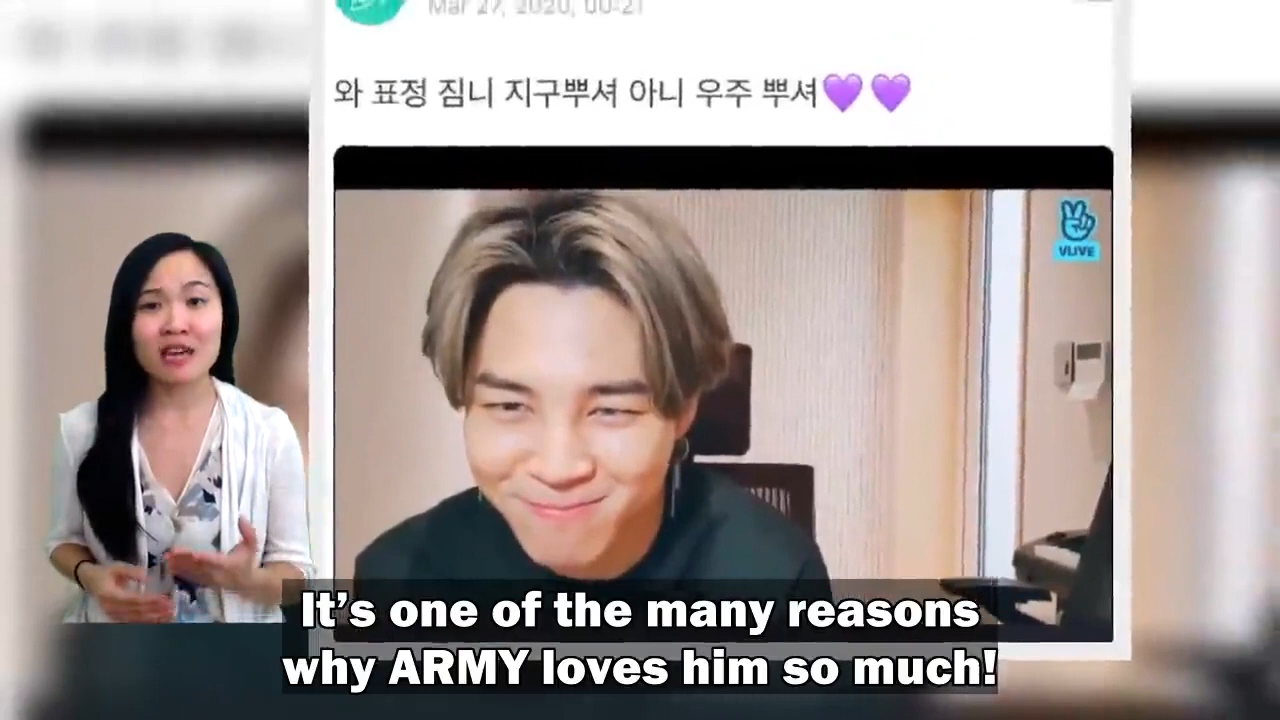 Mar 27, 2020, 00:21
와 표정 짐니 지구뿌셔 아니 우주 뿌셔💜💜
VLIVE
It's one of the many reasons
why ARMY loves him so much!